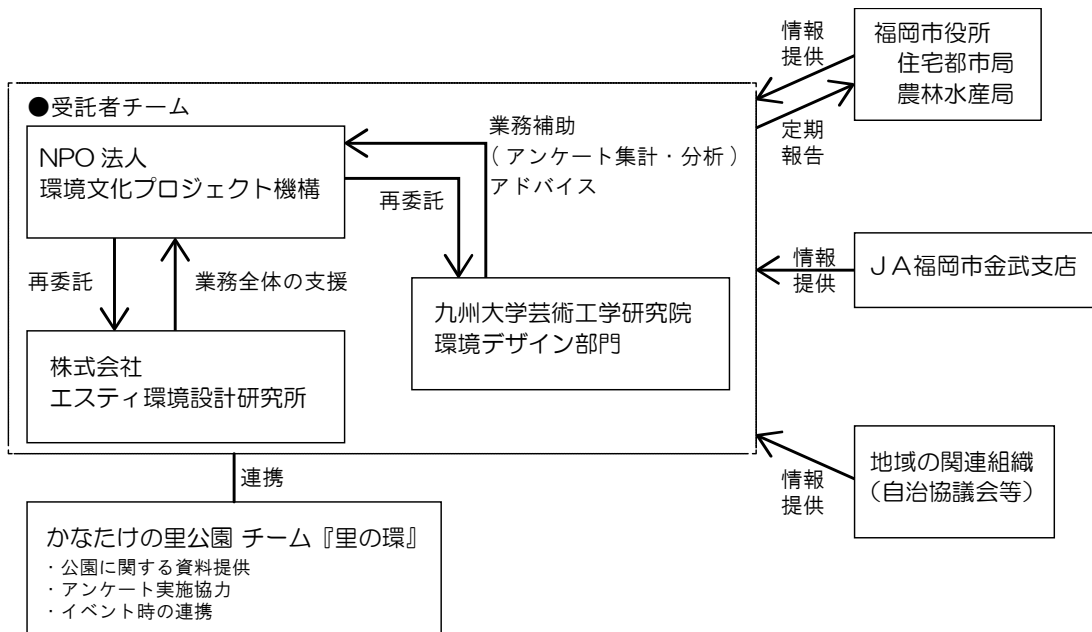 ●受託者チーム
NPO 法人
環境文化プロジェクト機構
再委託
業務全体の支援
株式会社
エスティ環境設計研究所
業務補助
（アンケート集計・分析）
アドバイス
再委託
九州大学芸術工学研究院
環境デザイン部門
情報
提供
福岡市役所
住宅都市局
農林水産局
定期
報告
情報
提供
ＪＡ福岡市金武支店
情報
提供
地域の関連組織
（自治協議会等）
連携
かなたけの里公園 チーム『里の環』
・公園に関する資料提供
・アンケート実施協力
・イベント時の連携